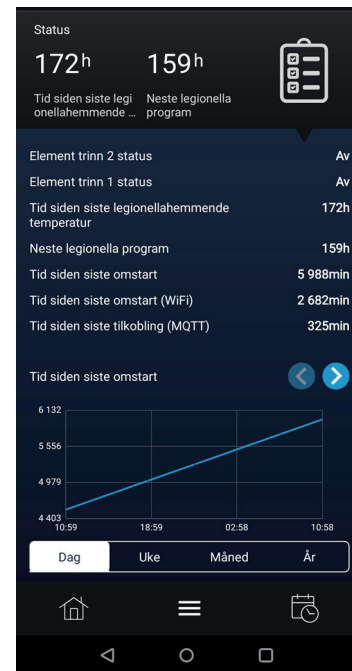 Status
172h 159h
Tid siden siste legi Neste legionella
onellahemmende ... program
Element trinn 2 status Av
Element trinn 1 status Av
Tid siden siste legionellahemmende 172h
temperatur
Neste legionella program 159h
Tid siden siste omstart 5 988min
Tid siden siste omstart (WiFi) 2 682min
Tid siden siste tilkobling (MQTT) 325min
Tid siden siste omstart
6 132
5 556
4 979
4 403
10:59 18:59 02:58 10:58
Dag Uke Måned År